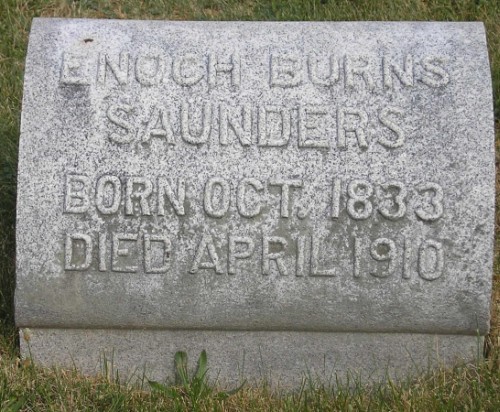 ENOCH BURNS
SAUNDERS
BORN OCT. 1833
DIED APRIL 1910